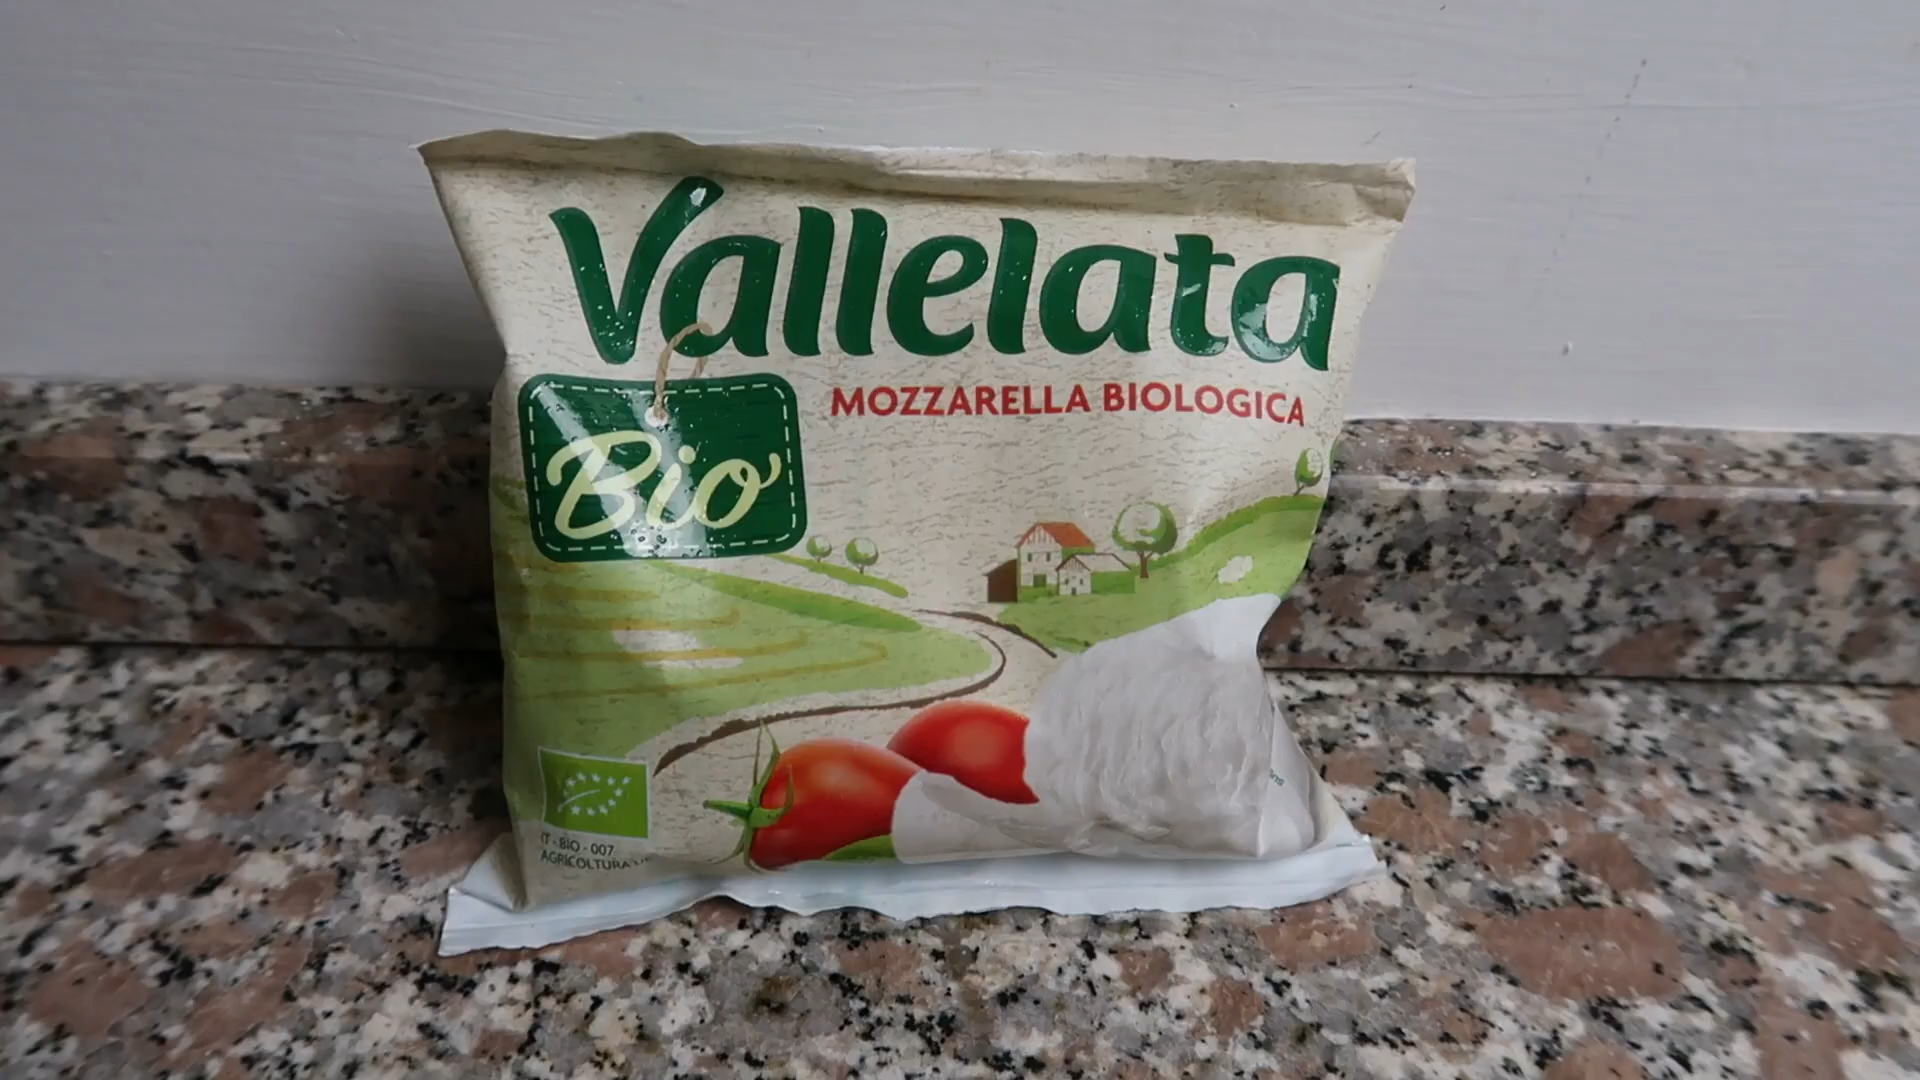 Vallelata
MOZZARELLA BIOLOGICA
Bio
IT - BIO - 007
AGRICOLTURA